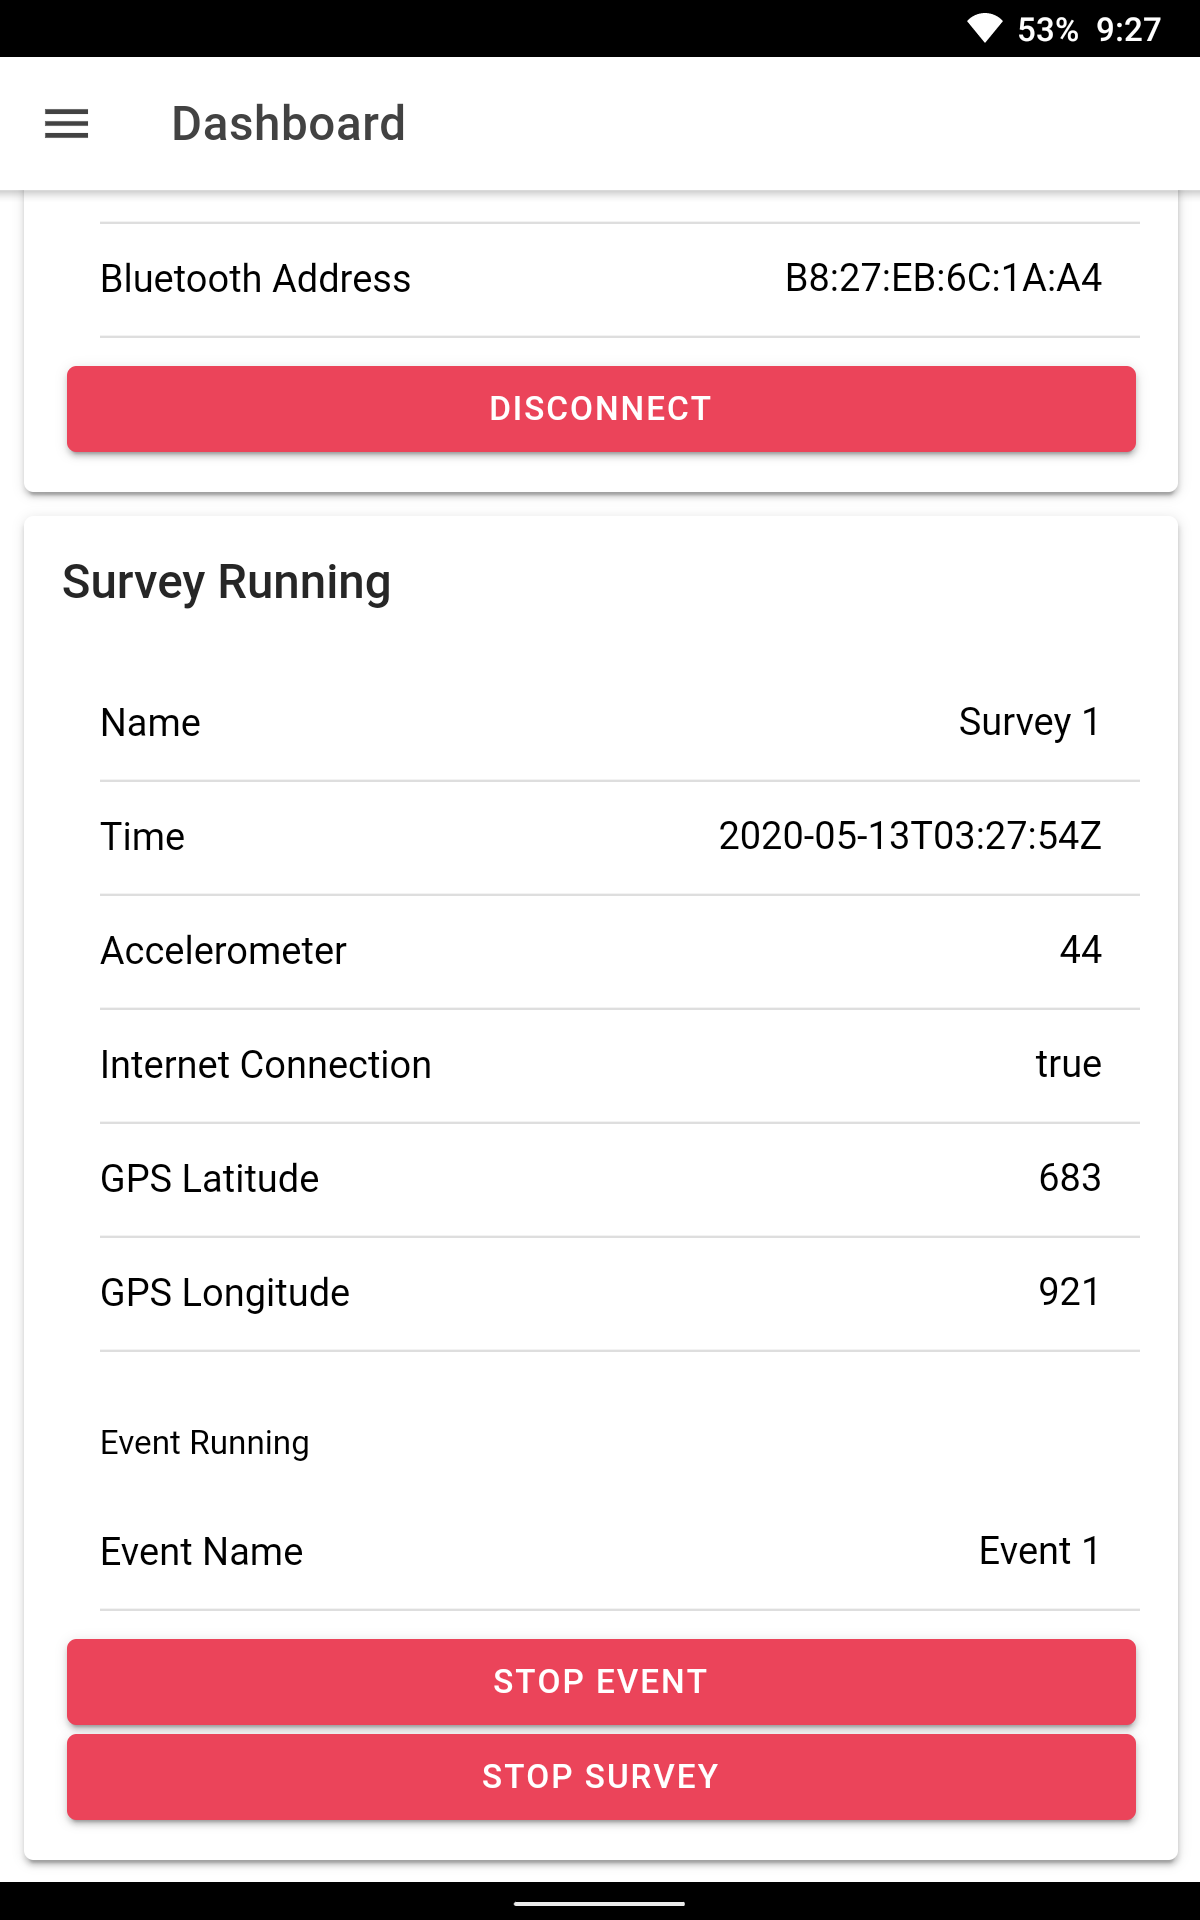 53% 9:27
Dashboard
Bluetooth Address B8:27:EB:6C:1A:A4
DISCONNECT
Survey Running
Name Survey 1
Time 2020-05-13T03:27:54Z
Accelerometer 44
Internet Connection true
GPS Latitude 683
GPS Longitude 921
Event Running
Event Name Event 1
STOP EVENT
STOP SURVEY